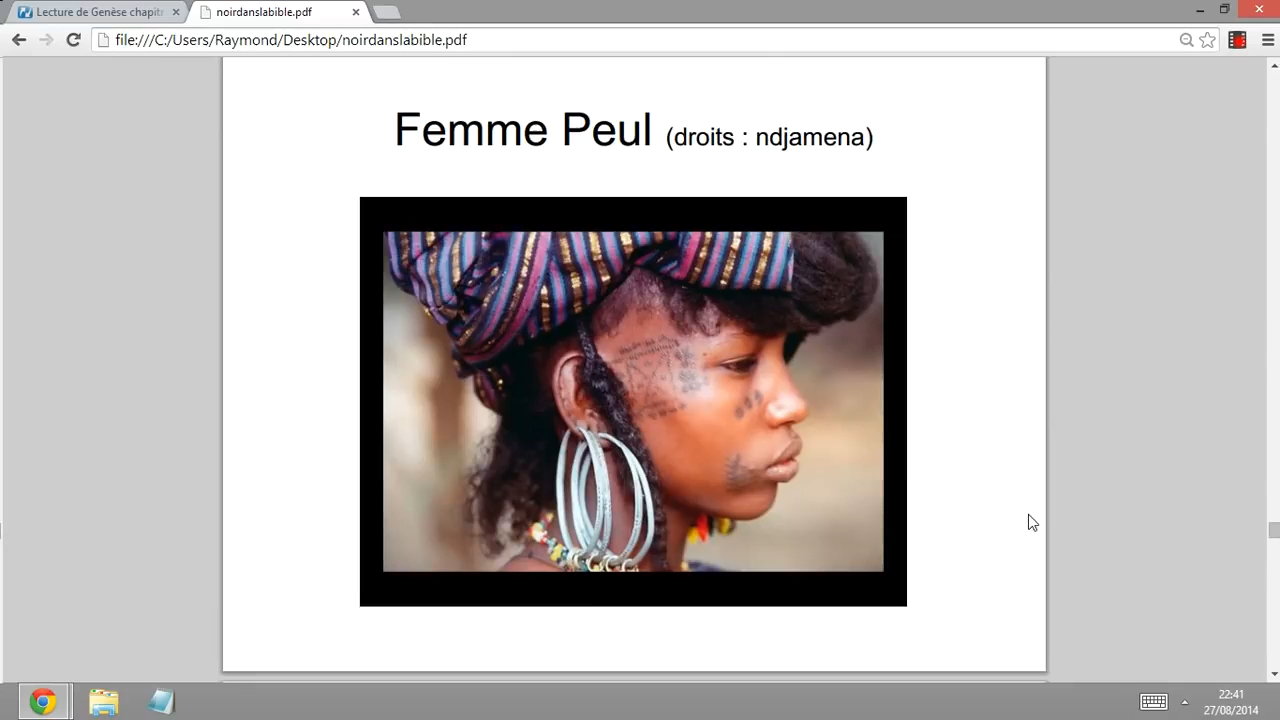 Lecture de Genèse chapitr
noirdanslabible.pdf
file:///C:/Users/Raymond/Desktop/noirdanslabible.pdf
Femme Peul (droits : ndjamena)
22:41
27/08/2014